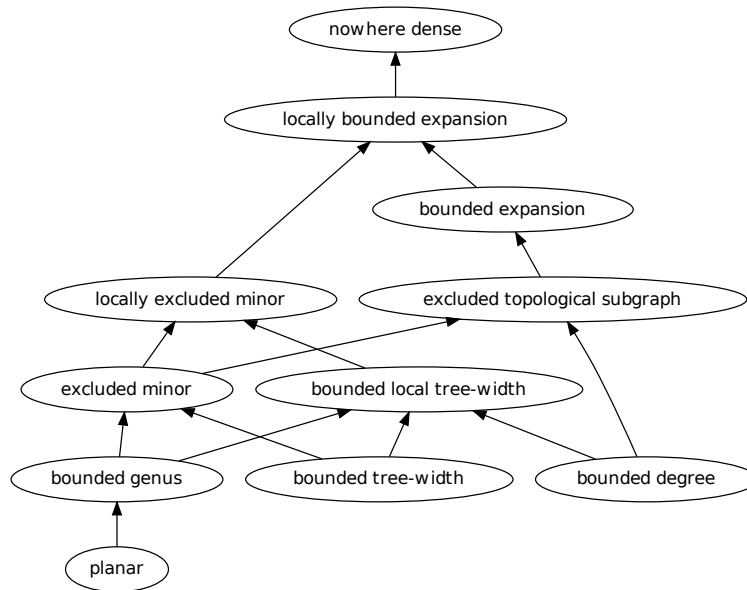 nowhere dense
locally bounded expansion
bounded expansion
locally excluded minor
excluded topological subgraph
excluded minor
bounded local tree-width
bounded genus
bounded tree-width
bounded degree
planar